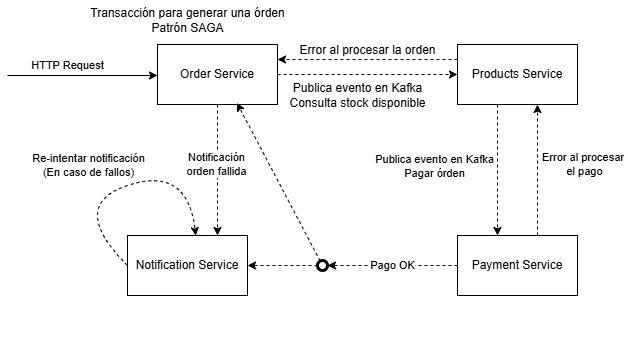 Transacción para generar una órden
Patrón SAGA
HTTP Request
Order Service
Error al procesar la orden
Products Service
Publica evento en Kafka
Consulta stock disponible
Re-intentar notificación
(En caso de fallos)
Notificación
orden fallida
Publica evento en Kafka
Pagar órden
Error al procesar
el pago
Notification Service
Pago OK
Payment Service